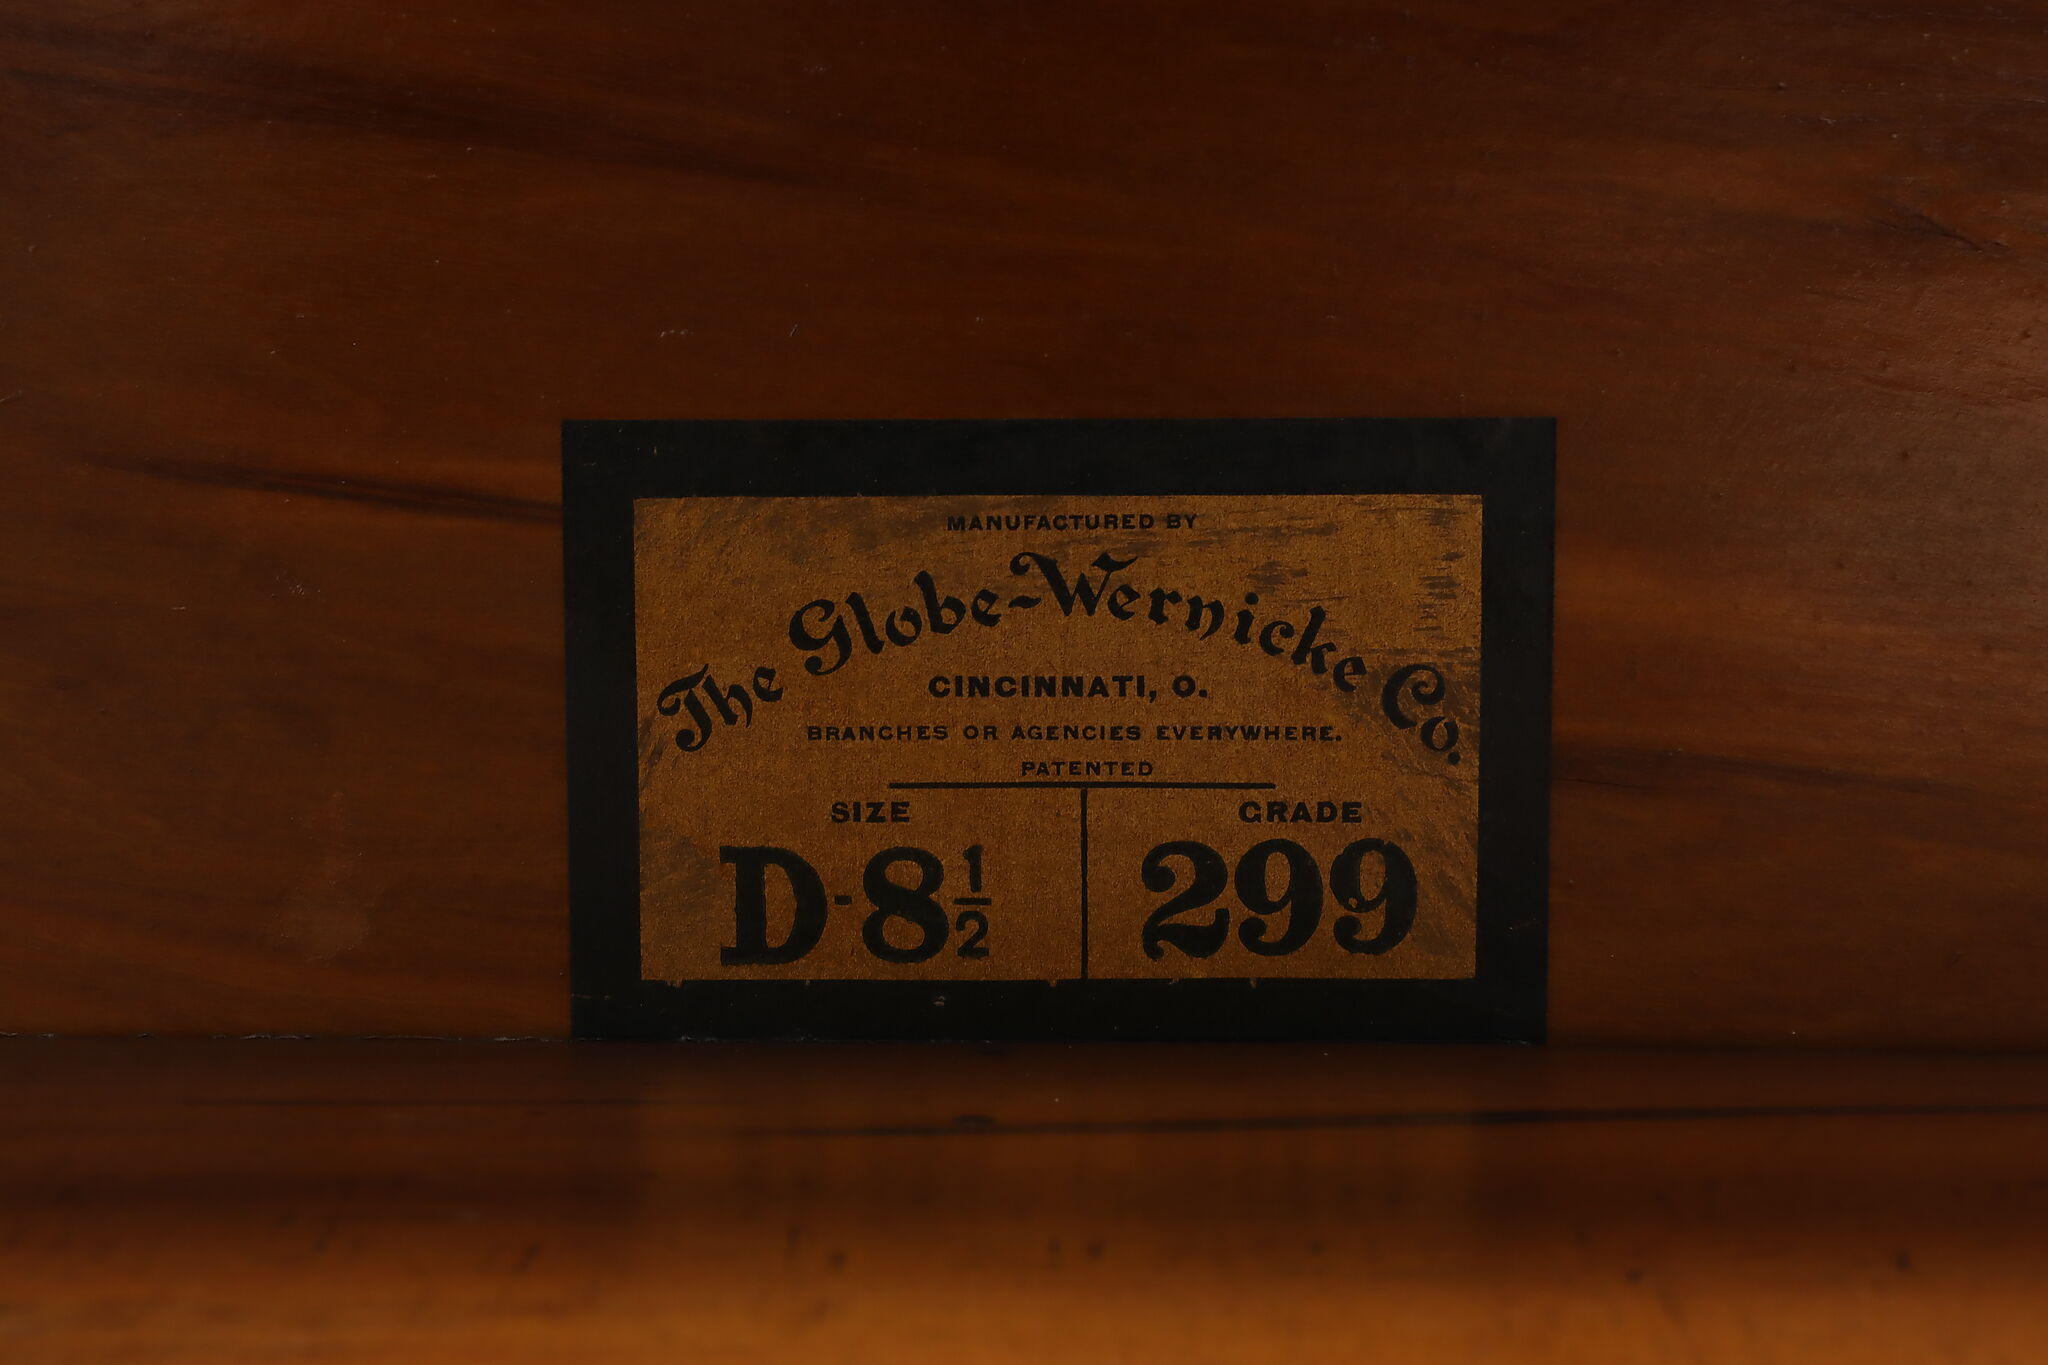 MANUFACTURED BY
The Globe-Wernicke Co.
CINCINNATI, O.
BRANCHES OR AGENCIES EVERYWHERE.
PATENTED
SIZE GRADE
D-8½ 299